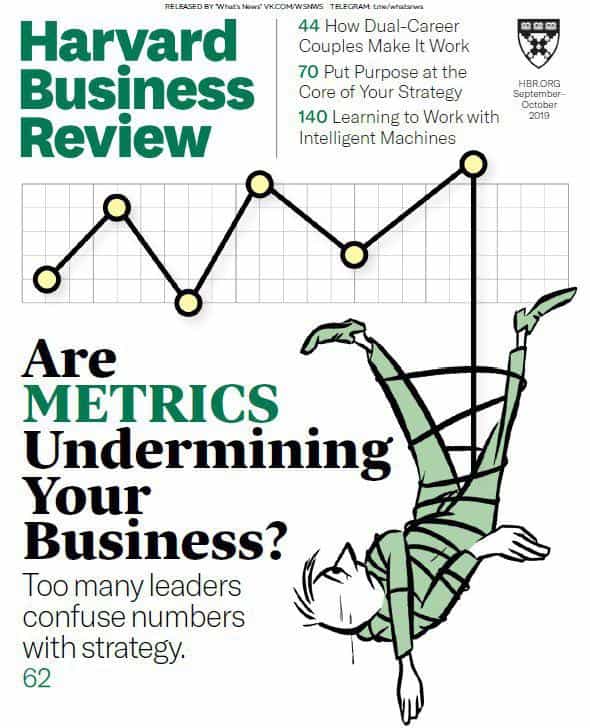 RELEASED BY "What's News" VK.COM/WSNWS TELEGRAM: t.me/whatsnws
Harvard
Business
Review
44 How Dual-Career
Couples Make It Work
70 Put Purpose at the
Core of Your Strategy
140 Learning to Work with
Intelligent Machines
HBR.ORG
September–
October
2019
Are
METRICS
Undermining
Your
Business?
Too many leaders
confuse numbers
with strategy.
62